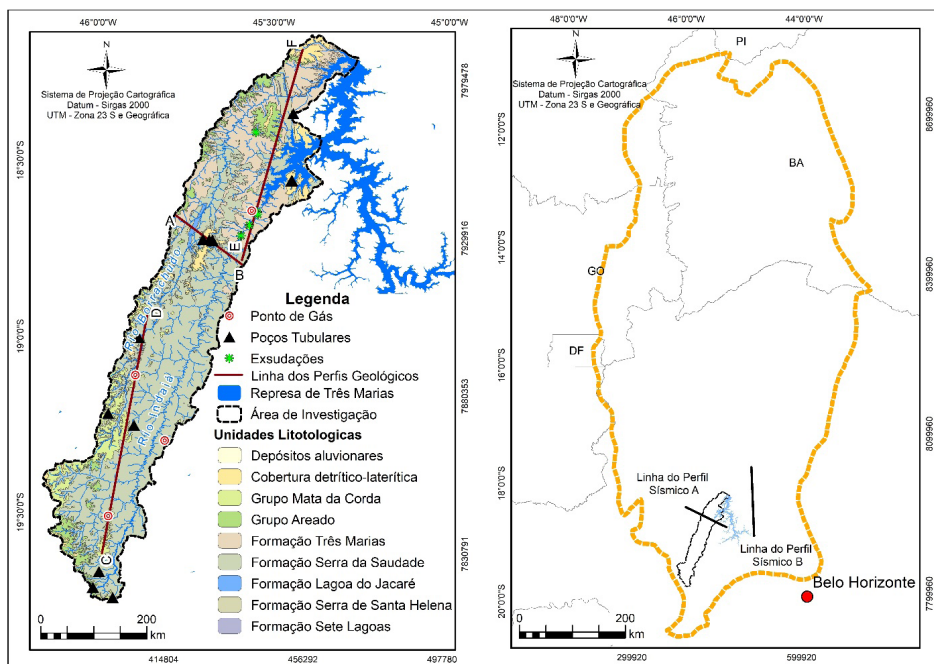 46°0'0"W
45°30'0"W
45°0'0"W
N
Sistema de Projeção Cartográfica
Datum - Sirgas 2000
UTM - Zona 23 S e Geográfica
F
7979478
18°30'0"S
A
E
B
7929916
Rio Borrachudo
D
19°0'0"S
Rio Indaiá
7880353
19°30'0"S
C
7830791
Legenda
Ponto de Gás
Poços Tubulares
Exsudações
Linha dos Perfis Geológicos
Represa de Três Marias
Área de Investigação
Unidades Litotologicas
Depósitos aluvionares
Cobertura detrítico-laterítica
Grupo Mata da Corda
Grupo Areado
Formação Três Marias
Formação Serra da Saudade
Formação Lagoa do Jacaré
Formação Serra de Santa Helena
Formação Sete Lagoas
0 200
km
414804
456292
497780
48°0'0"W
46°0'0"W
44°0'0"W
N
Sistema de Projeção Cartográfica
Datum - Sirgas 2000
UTM - Zona 23 S e Geográfica
PI
12°0'0"S
8699960
BA
14°0'0"S
GO
8399960
DF
16°0'0"S
8099960
18°0'0"S
Linha do Perfil
Sísmico A
Linha do Perfil
Sísmico B
Belo Horizonte
20°0'0"S
7799960
0 200
km
299920
599920